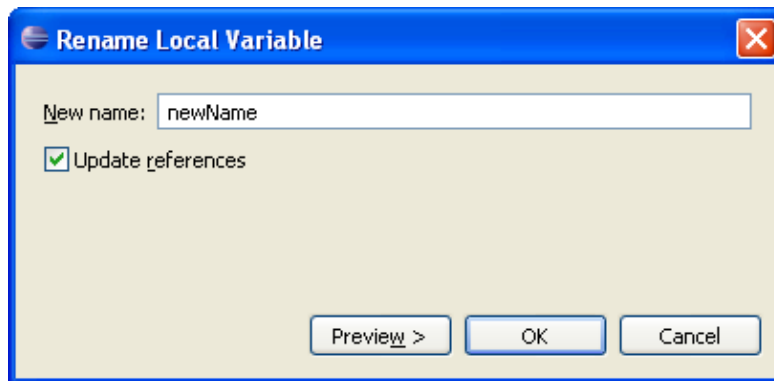 Rename Local Variable
New name: newName
Update references
Preview > OK Cancel